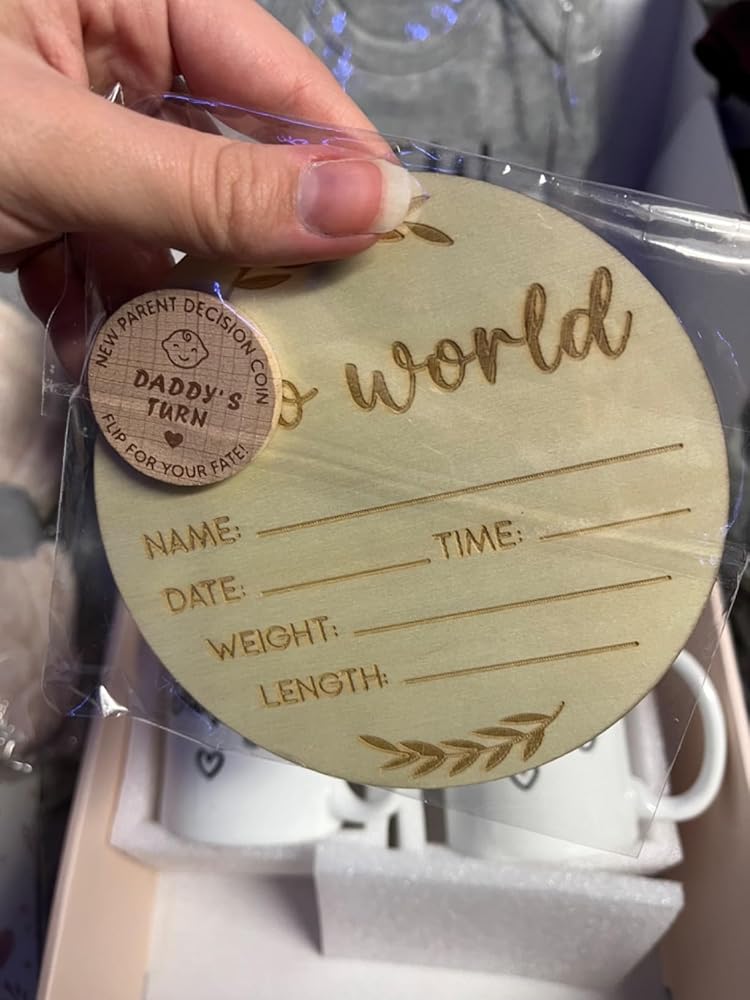 NEW PARENT DECISION COIN
DADDY'S
TURN
FLIP FOR YOUR FATE!
o world
NAME:
TIME:
DATE:
WEIGHT:
LENGTH: